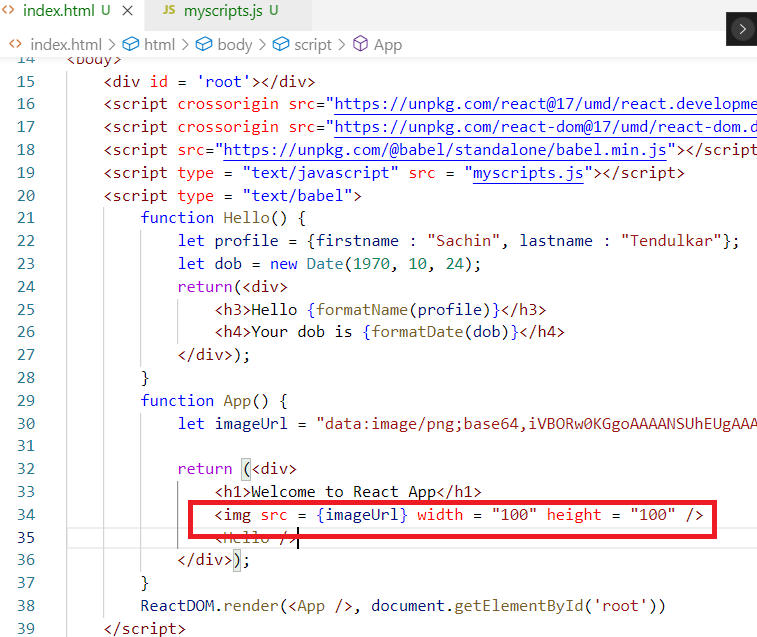 index.html U × JS myscripts.js U
index.html > html > body > script > App
14 <body>
15 <div id = 'root'></div>
16 <script crossorigin src="https://unpkg.com/react@17/umd/react.developme
17 <script crossorigin src="https://unpkg.com/react-dom@17/umd/react-dom.d
18 <script src="https://unpkg.com/@babel/standalone/babel.min.js"></script
19 <script type = "text/javascript" src = "myscripts.js"></script>
20 <script type = "text/babel">
21 function Hello() {
22 let profile = {firstname : "Sachin", lastname : "Tendulkar"};
23 let dob = new Date(1970, 10, 24);
24 return(<div>
25 <h3>Hello {formatName(profile)}</h3>
26 <h4>Your dob is {formatDate(dob)}</h4>
27 </div>);
28 }
29 function App() {
30 let imageUrl = "data:image/png;base64,iVBORw0KGgoAAAANSUhEUgAAA
31
32 return (<div>
33 <h1>Welcome to React App</h1>
34 <img src = {imageUrl} width = "100" height = "100" />
35 <Hello />
36 </div>);
37 }
38 ReactDOM.render(<App />, document.getElementById('root'))
39 </script>